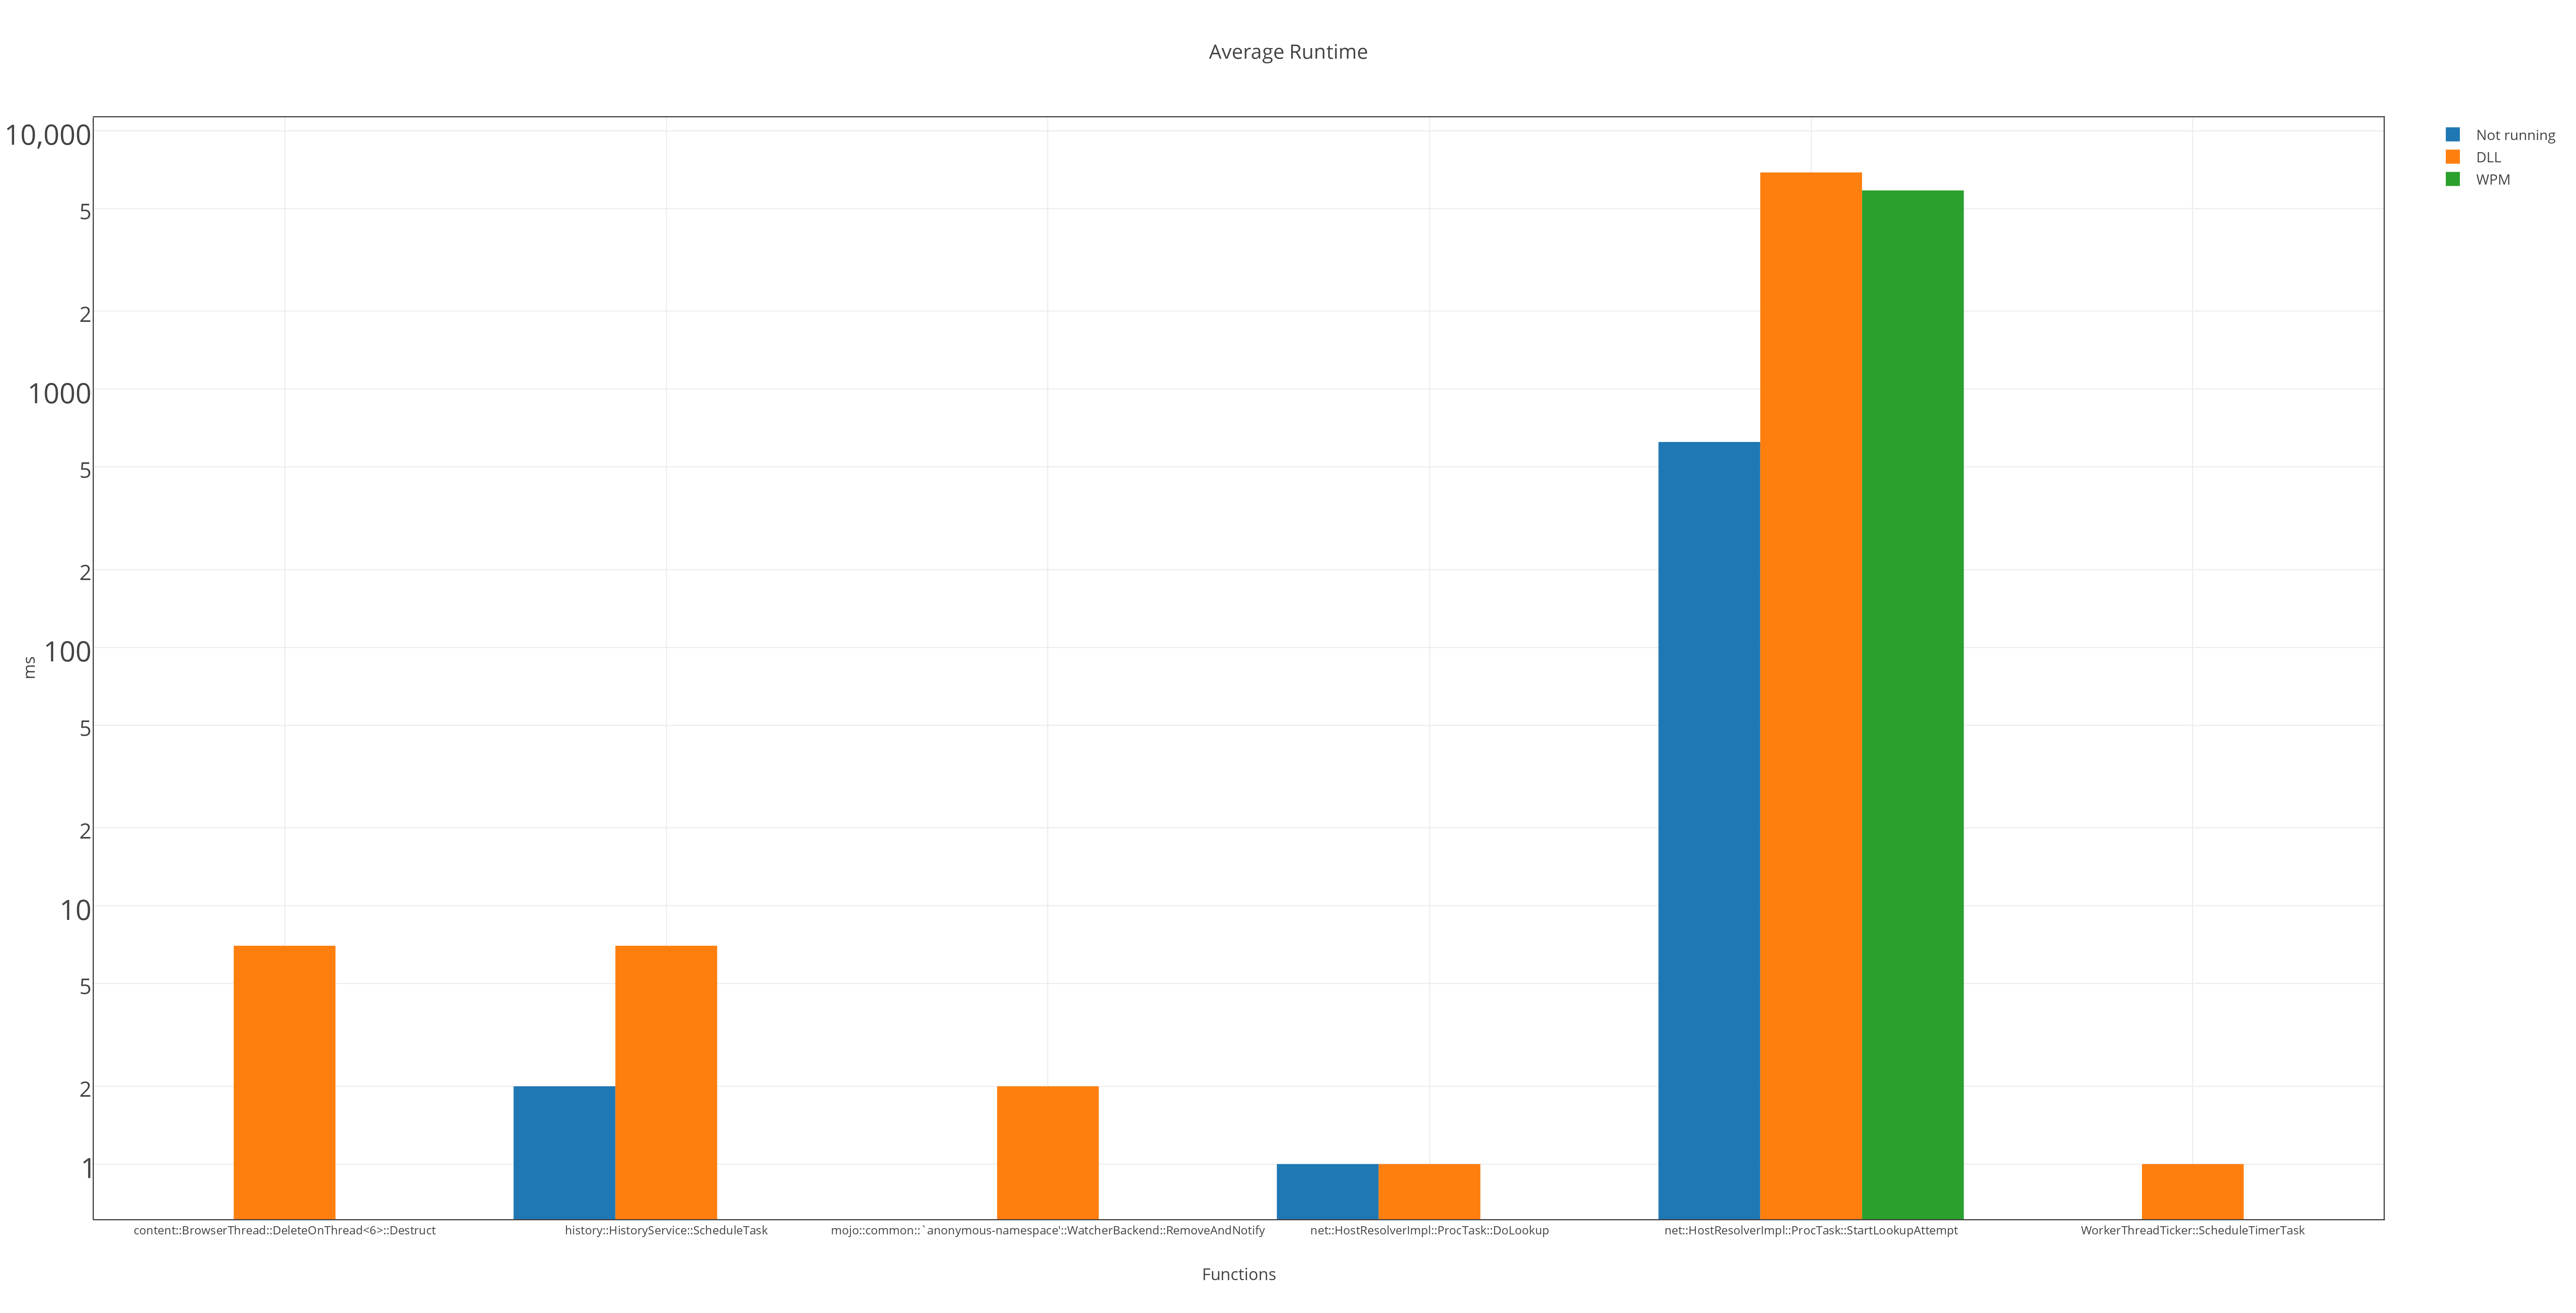 Average Runtime
10,000
5
2
1000
5
2
100
5
2
10
5
2
1
ms
Not running
DLL
WPM
content::BrowserThread::DeleteOnThread<6>::Destruct
history::HistoryService::ScheduleTask
mojo::common::`anonymous-namespace'::WatcherBackend::RemoveAndNotify
net::HostResolverImpl::ProcTask::DoLookup
net::HostResolverImpl::ProcTask::StartLookupAttempt
WorkerThreadTicker::ScheduleTimerTask
Functions